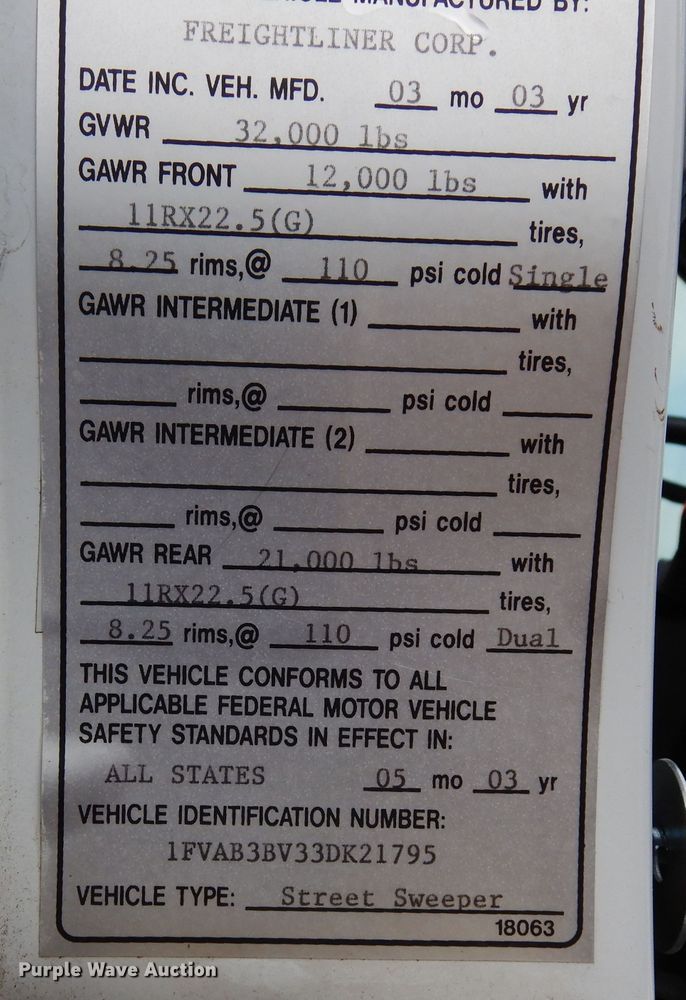 MANUFACTURED BY:
FREIGHTLINER CORP.
DATE INC. VEH. MFD. 03 mo 03 yr
GVWR 32,000 lbs
GAWR FRONT 12,000 lbs with
11RX22.5(G) tires,
8.25 rims,@ 110 psi cold Single
GAWR INTERMEDIATE (1) with
tires,
rims,@ psi cold
GAWR INTERMEDIATE (2) with
tires,
rims,@ psi cold
GAWR REAR 21,000 lbs with
11RX22.5(G) tires,
8.25 rims,@ 110 psi cold Dual
THIS VEHICLE CONFORMS TO ALL
APPLICABLE FEDERAL MOTOR VEHICLE
SAFETY STANDARDS IN EFFECT IN:
ALL STATES 05 mo 03 yr
VEHICLE IDENTIFICATION NUMBER:
1FVAB3BV33DK21795
VEHICLE TYPE: Street Sweeper
18063
Purple Wave Auction